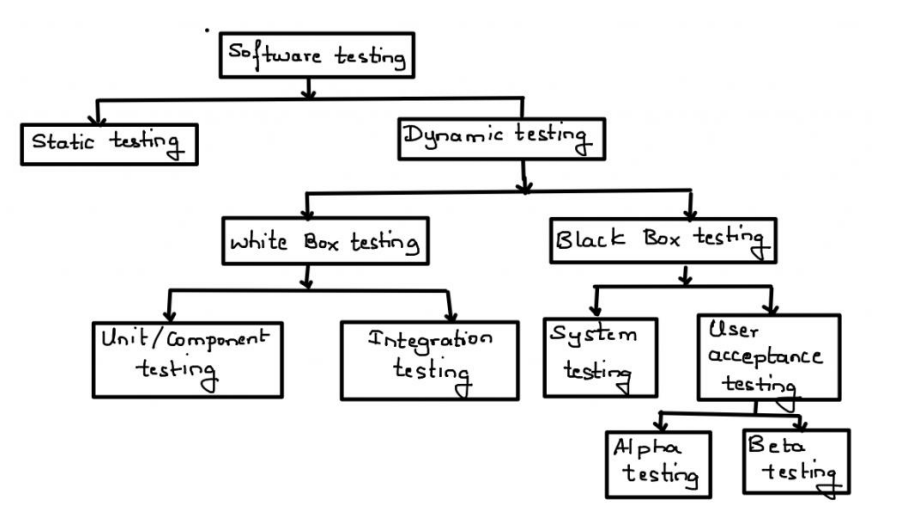 Software testing
Static testing
Dynamic testing
White Box testing
Black Box testing
Unit/Component
testing
Integration
testing
System
testing
User
acceptance
testing
Alpha
testing
Beta
testing